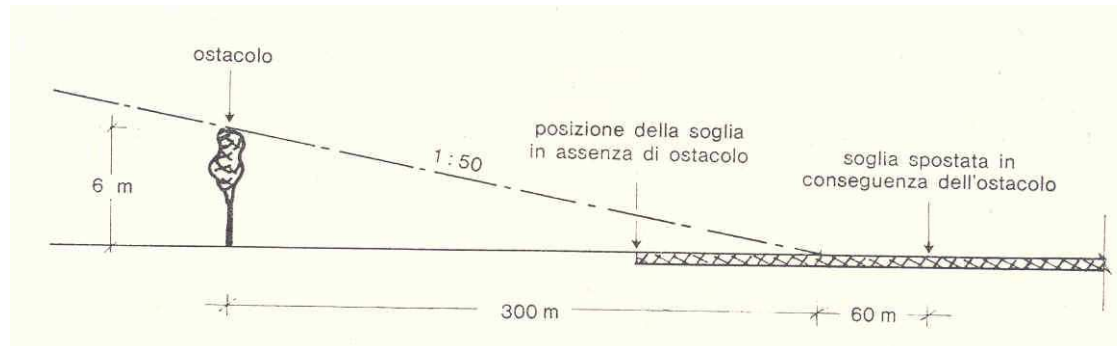 ostacolo
posizione della soglia
in assenza di ostacolo
1:50
soglia spostata in
conseguenza dell'ostacolo
6 m
300 m
60 m